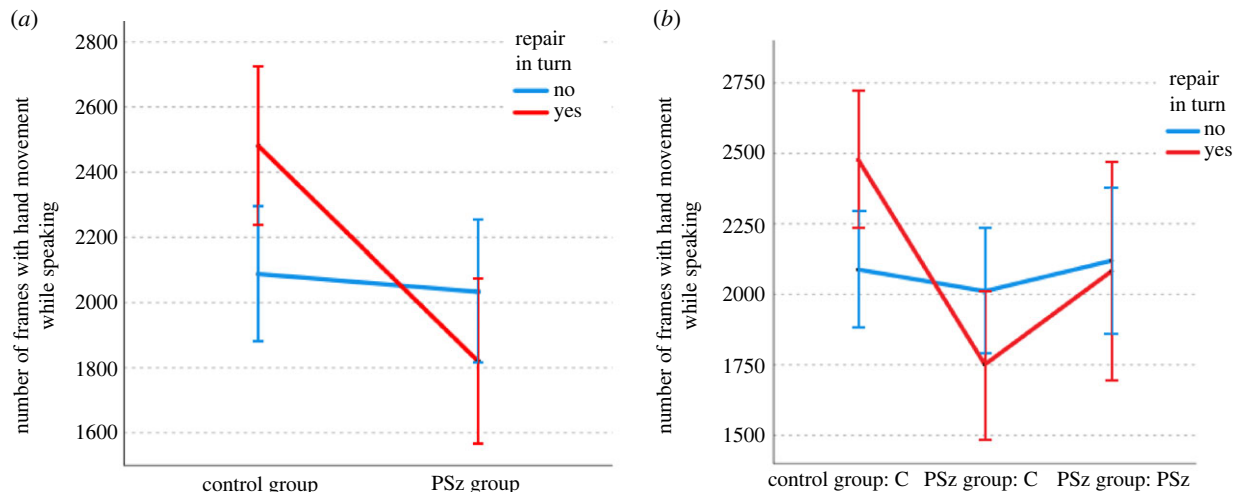 (a)
number of frames with hand movement
while speaking
2800
2600
2400
2200
2000
1800
1600
repair
in turn
no
yes
control group
PSz group
(b)
number of frames with hand movement
while speaking
2750
2500
2250
2000
1750
1500
repair
in turn
no
yes
control group: C
PSz group: C
PSz group: PSz